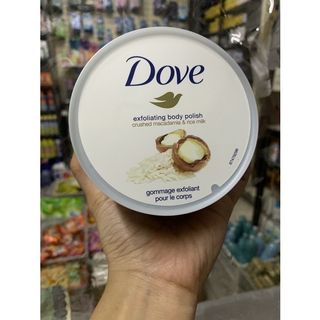 Dove
exfoliating body polish
crushed macadamia & rice milk
gommage exfoliant
pour le corps